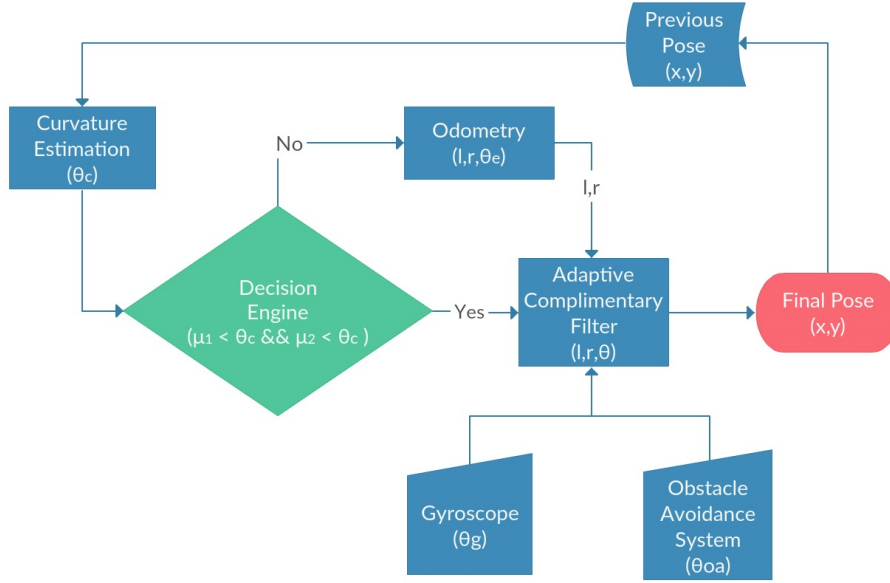 Previous
Pose
(x,y)
Curvature
Estimation
(θc)
No
Odometry
(l,r,θe)
l,r
Decision
Engine
(μ1 < θc && μ2 < θc )
Yes
Adaptive
Complimentary
Filter
(l,r,θ)
Final Pose
(x,y)
Gyroscope
(θg)
Obstacle
Avoidance
System
(θoa)